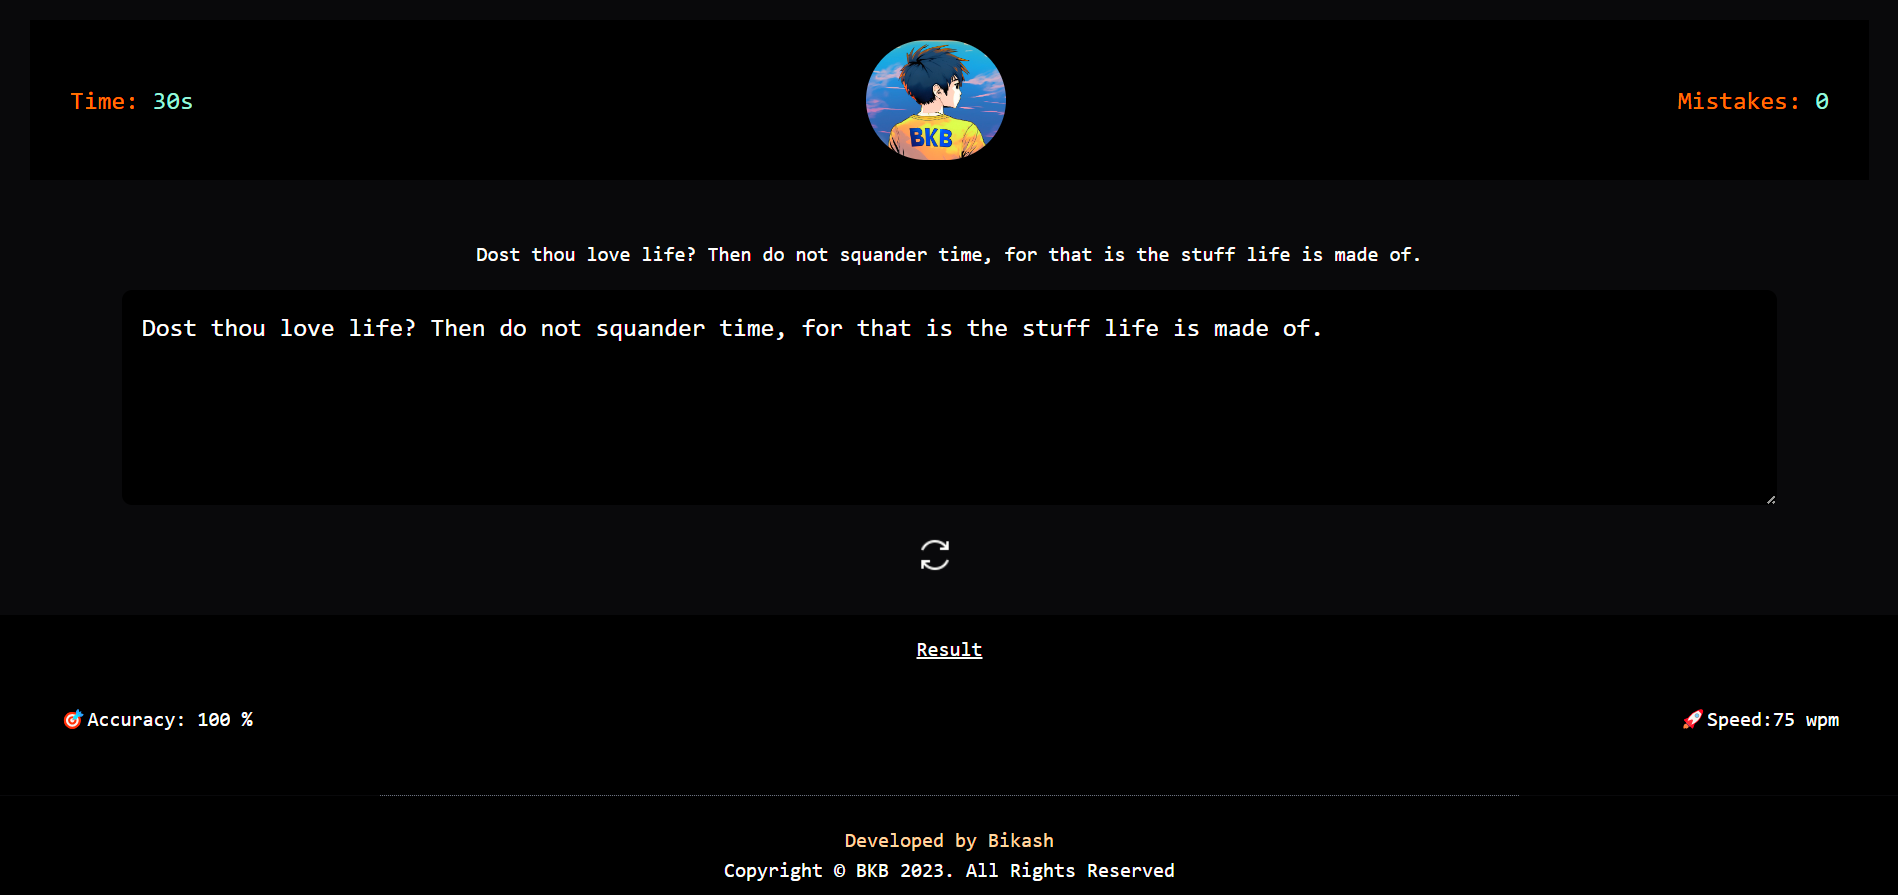 Time: 30s
BKB
Mistakes: 0
Dost thou love life? Then do not squander time, for that is the stuff life is made of.
Dost thou love life? Then do not squander time, for that is the stuff life is made of.
Result
🎯Accuracy: 100 %
🚀Speed:75 wpm
Developed by Bikash
Copyright © BKB 2023. All Rights Reserved